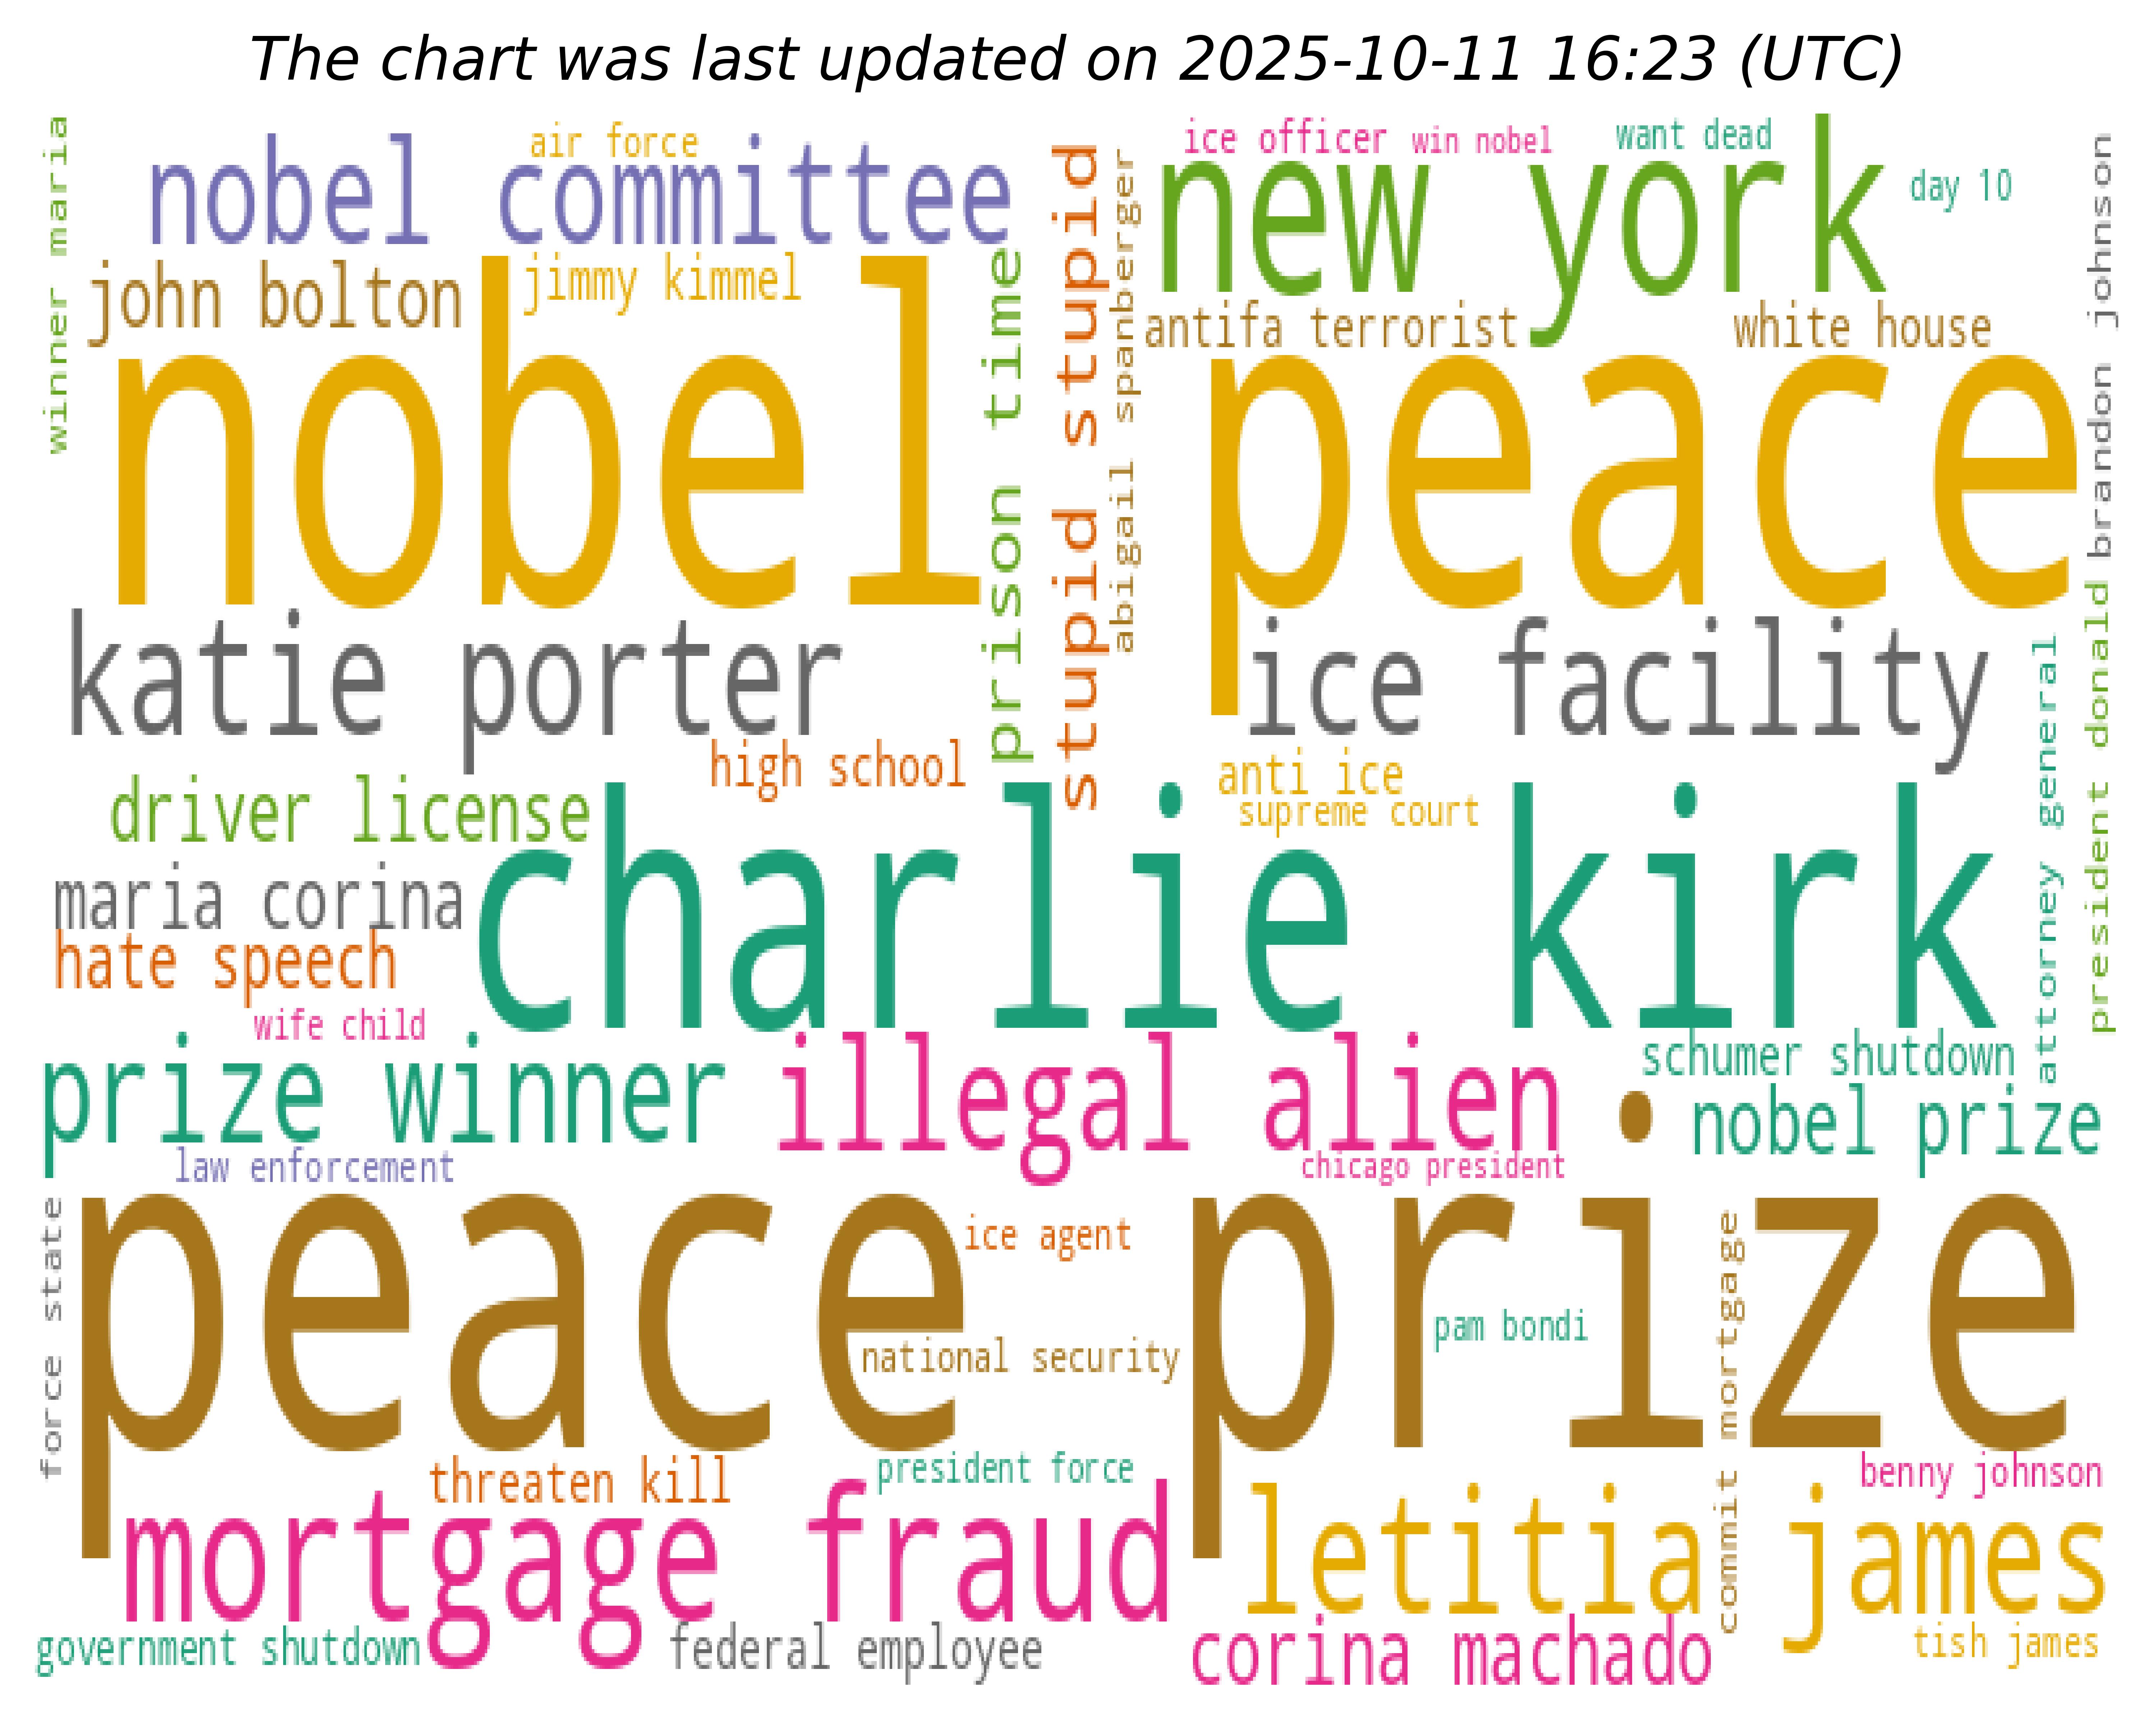 The chart was last updated on 2025-10-11 16:23 (UTC)
winner maria
nobel committee
air force
john bolton
jimmy kimmel
nobel
prison time
stupid stupid
abigail spanberger
ice officer
win nobel
want dead
new york
day 10
brandon johnson
antifa terrorist
white house
peace
katie porter
ice facility
high school
anti ice
supreme court
driver license
charlie kirk
attorney general
president donald
maria corina
hate speech
wife child
prize winner
illegal alien
schumer shutdown
nobel prize
law enforcement
chicago president
force state
peace prize
ice agent
national security
pam bondi
commit mortgage
threaten kill
president force
benny johnson
mortgage fraud
letitia james
government shutdown
federal employee
corina machado
tish james